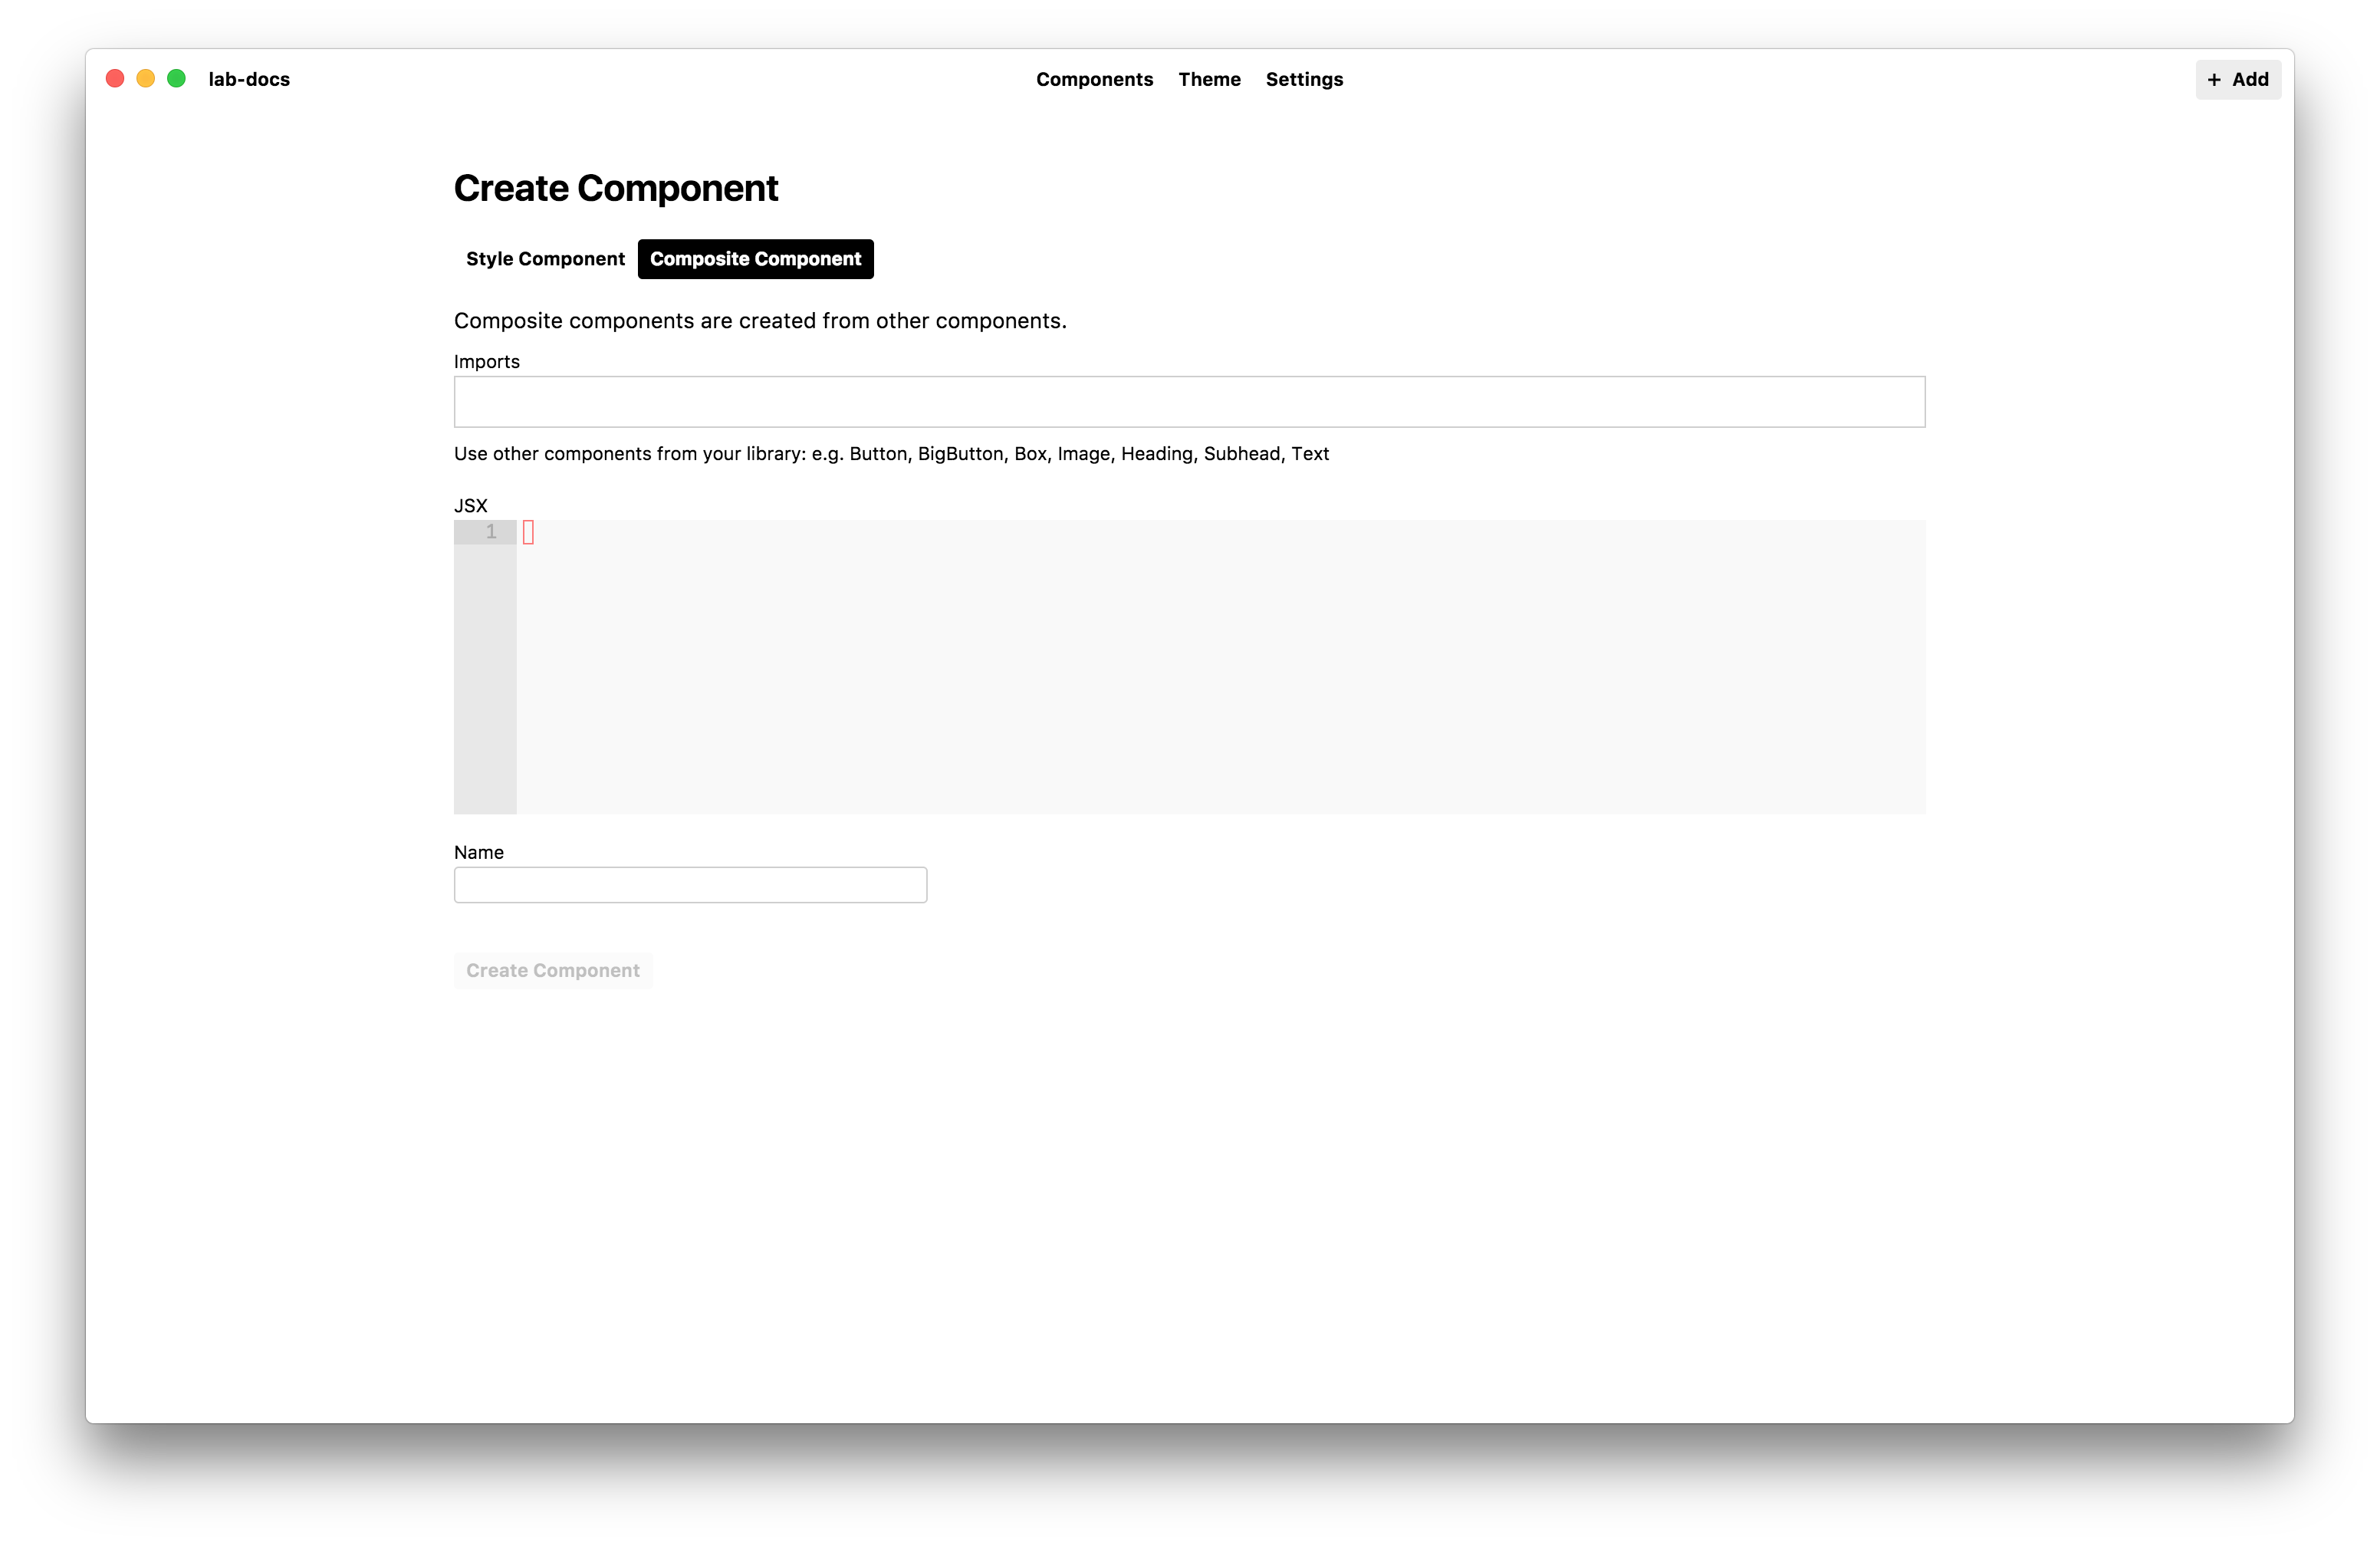 lab-docs
Components Theme Settings
+ Add
Create Component
Style Component Composite Component
Composite components are created from other components.
Imports
Use other components from your library: e.g. Button, BigButton, Box, Image, Heading, Subhead, Text
JSX
1
Name
Create Component